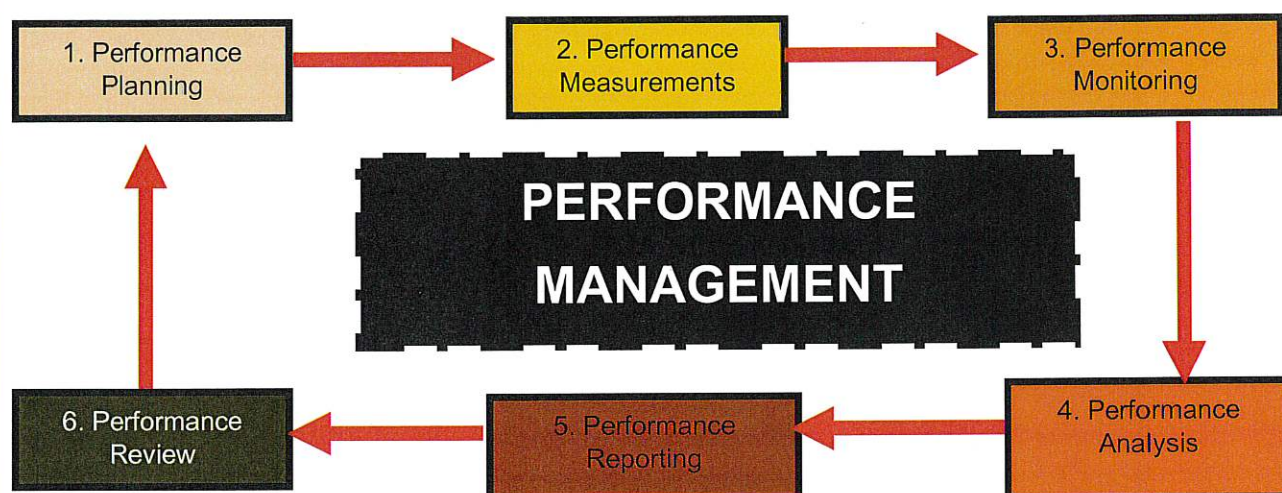 1. Performance
Planning
2. Performance
Measurements
3. Performance
Monitoring
PERFORMANCE
MANAGEMENT
4. Performance
Analysis
5. Performance
Reporting
6. Performance
Review